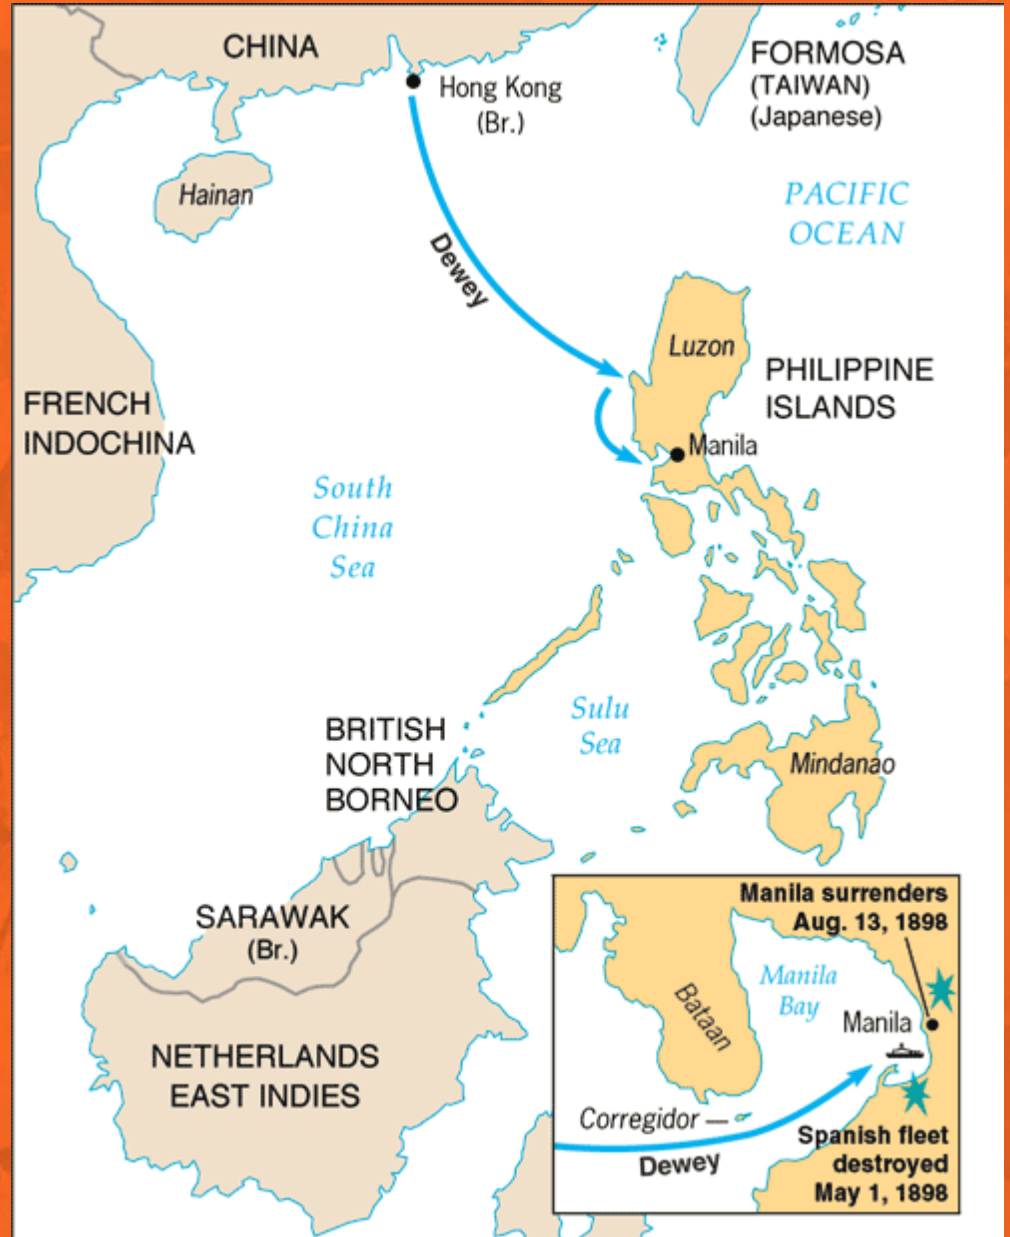 CHINA
Hong Kong
(Br.)
FORMOSA
(TAIWAN)
(Japanese)
Hainan
PACIFIC
OCEAN
Dewey
Luzon
PHILIPPINE
ISLANDS
FRENCH
INDOCHINA
Manila
South
China
Sea
Sulu
Sea
BRITISH
NORTH
BORNEO
Mindanao
SARAWAK
(Br.)
NETHERLANDS
EAST INDIES
Manila surrenders
Aug. 13, 1898
Manila
Bay
Bataan
Manila
Corregidor
Dewey
Spanish fleet
destroyed
May 1, 1898